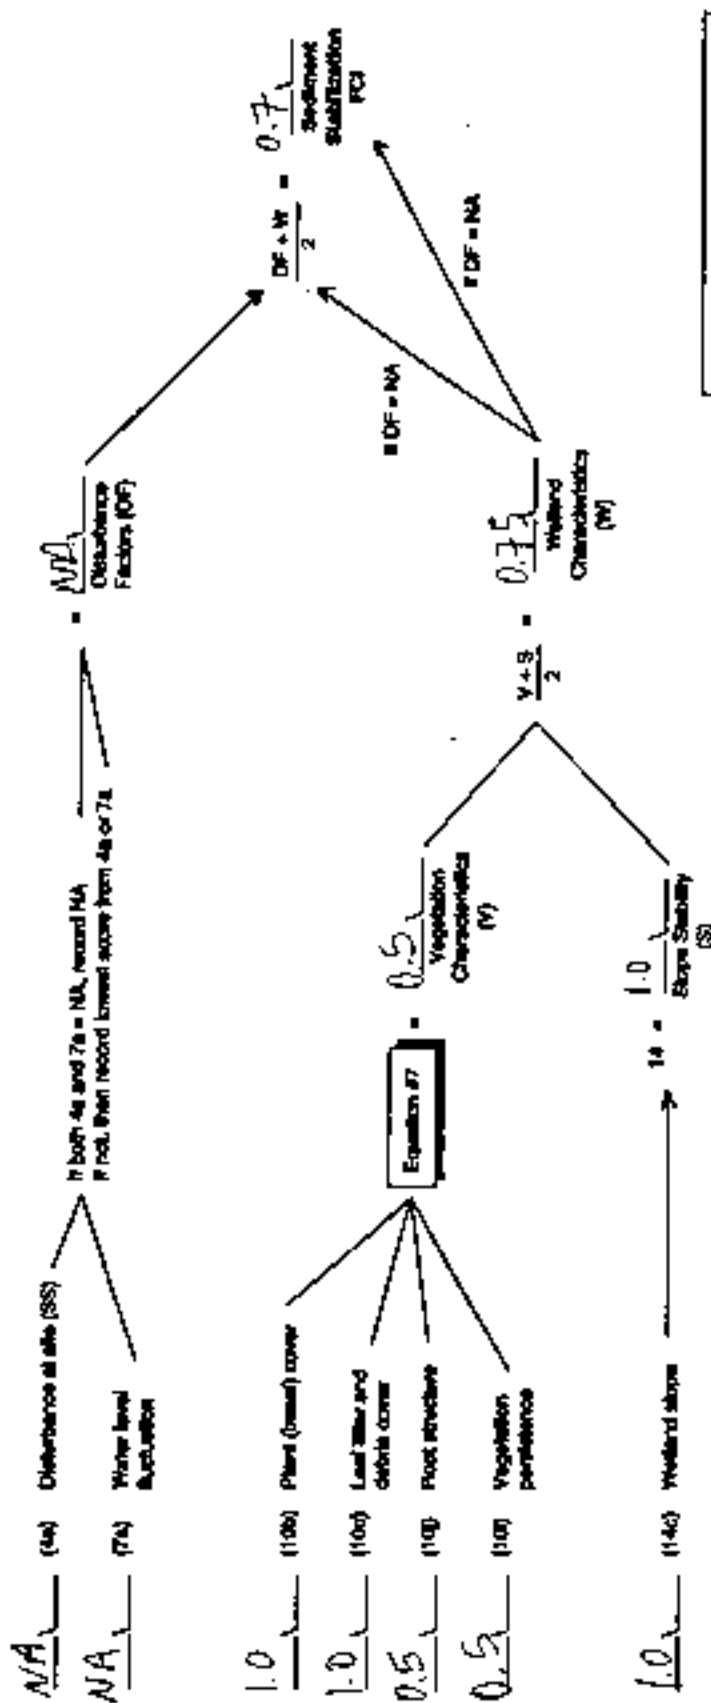 NA (4a) Disturbance at site (SS)
NA (7a) Water level
fluctuation
If both 4a and 7a = NA, record NA
If not, then record lowest score from 4a or 7a.
= NA
Disturbance
Factors (DF)
1.0 (10b) Plant (basal) cover
1.0 Leaf litter and
debris cover
0.5 Root structure
0.5 Vegetation
persistence
Equation #7
= 0.5
Vegetation
Characteristics
(V)
1.0 (14c) Wetland slope
14 = 1.0
Slope Stability
(S)
V + S
2
= 0.75
Wetland
Characteristics
(W)
If DF = NA
If DF = NA
DF + W
2
= 0.7
Sediment
Stabilization
FCI